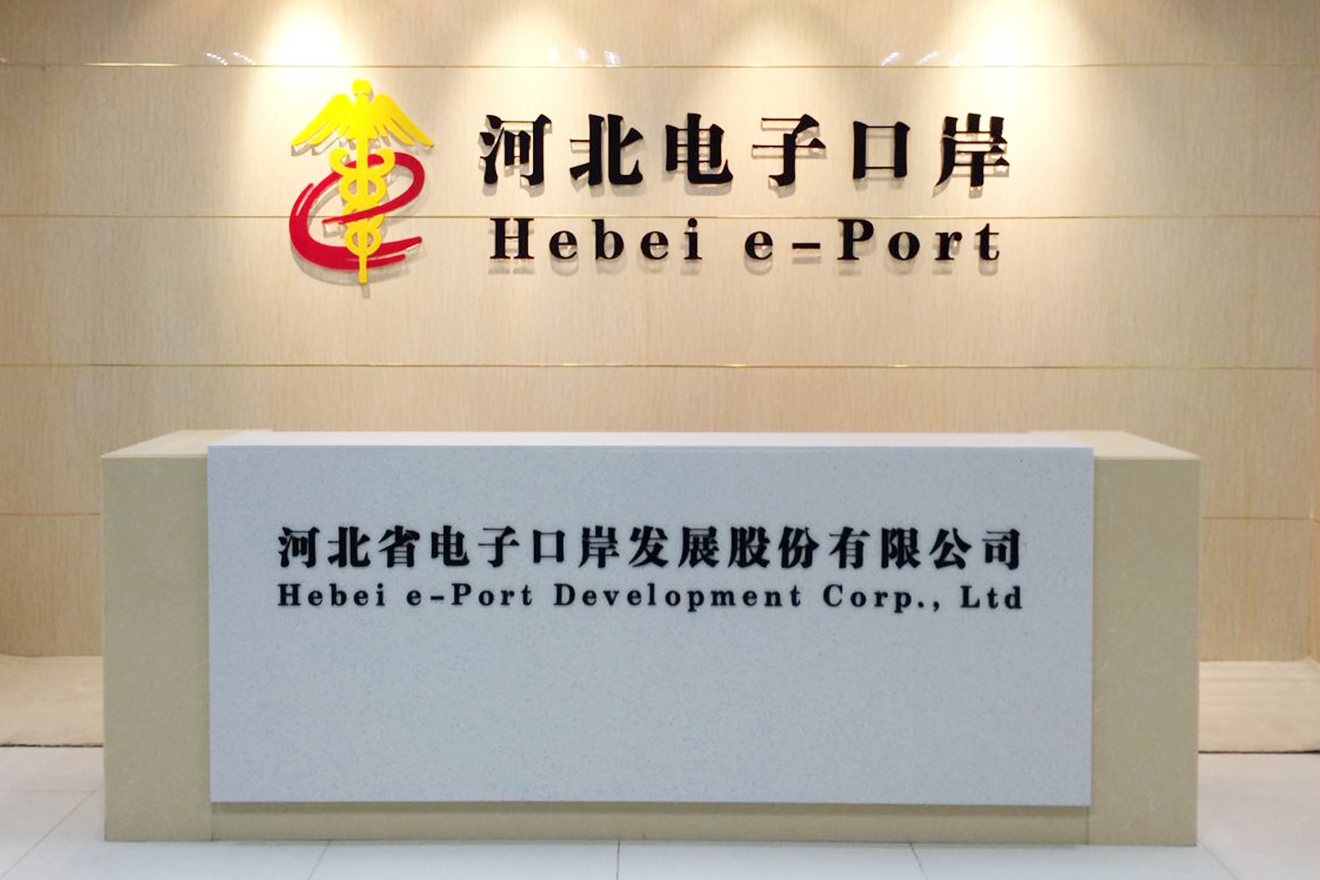 河北电子口岸
Hebei e-Port
河北省电子口岸发展股份有限公司
Hebei e-Port Development Corp., Ltd